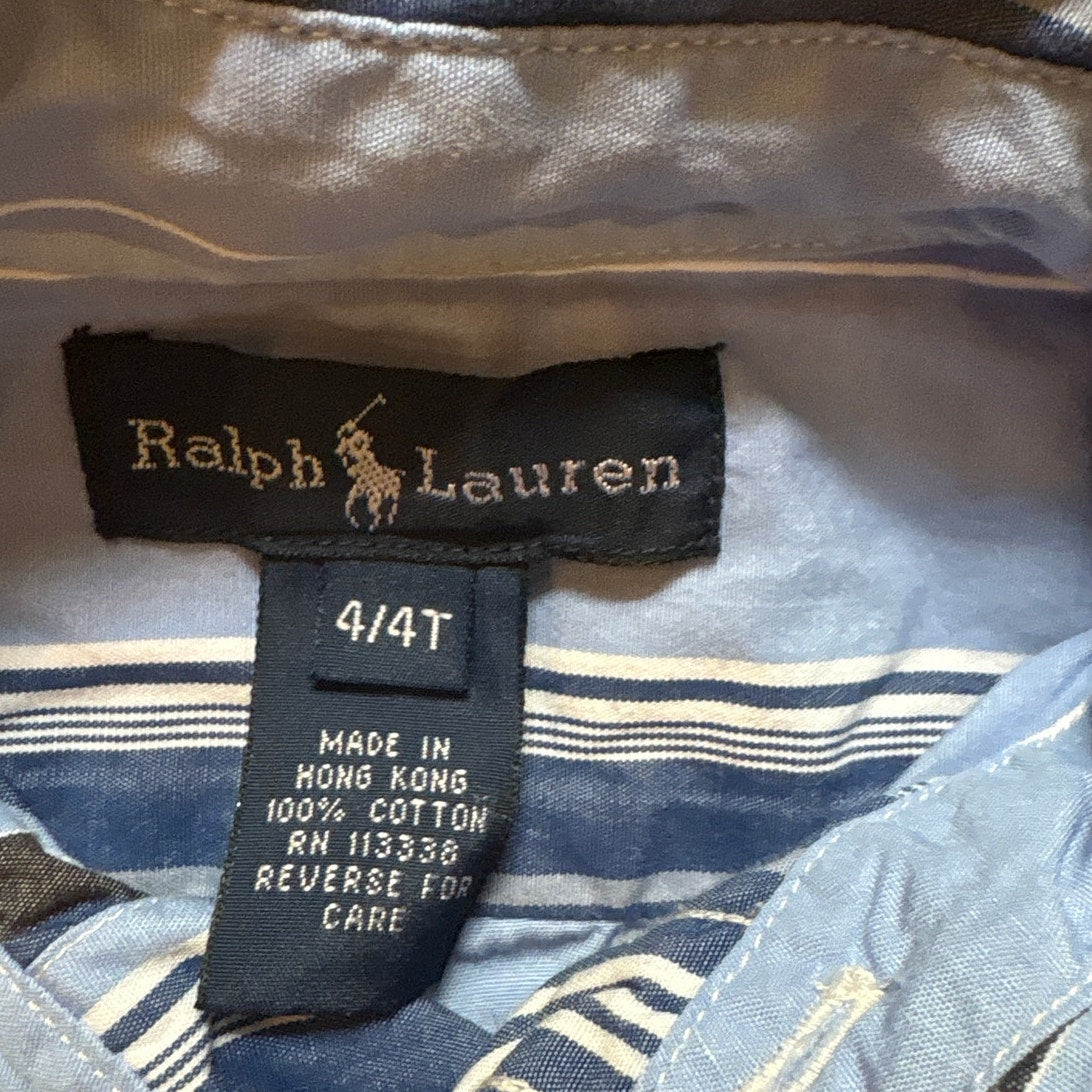 Ralph Lauren
4/4T
MADE IN
HONG KONG
100% COTTON
RN 113338
REVERSE FOR
CARE